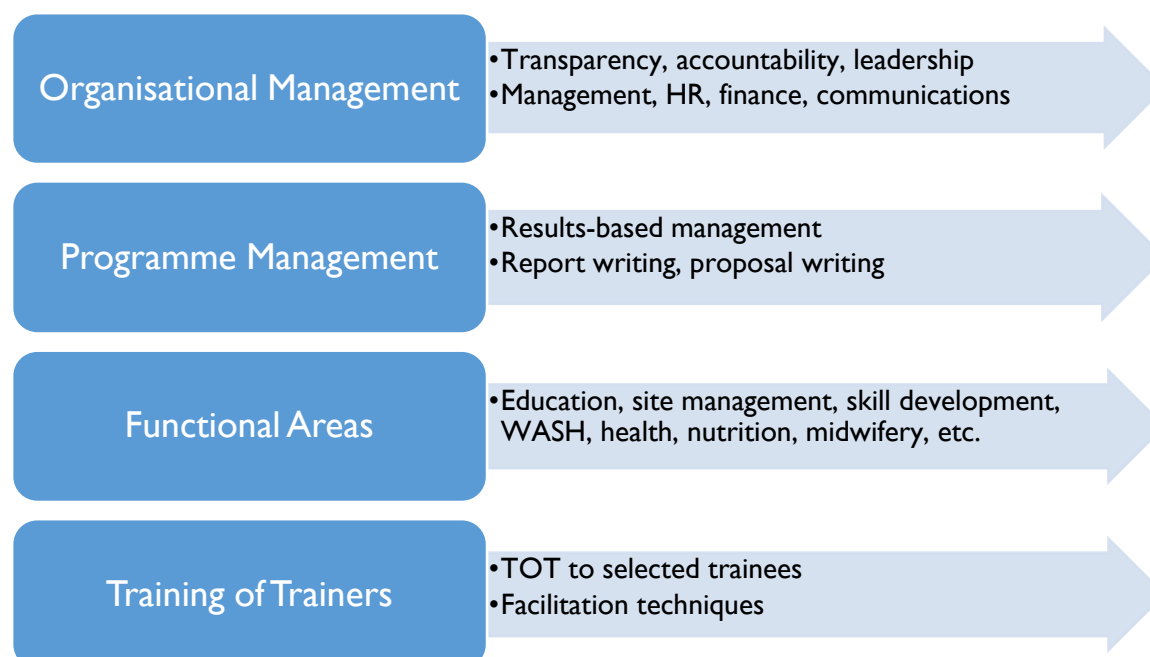 Organisational Management
•Transparency, accountability, leadership
•Management, HR, finance, communications
Programme Management
•Results-based management
•Report writing, proposal writing
Functional Areas
•Education, site management, skill development,
WASH, health, nutrition, midwifery, etc.
Training of Trainers
•TOT to selected trainees
•Facilitation techniques